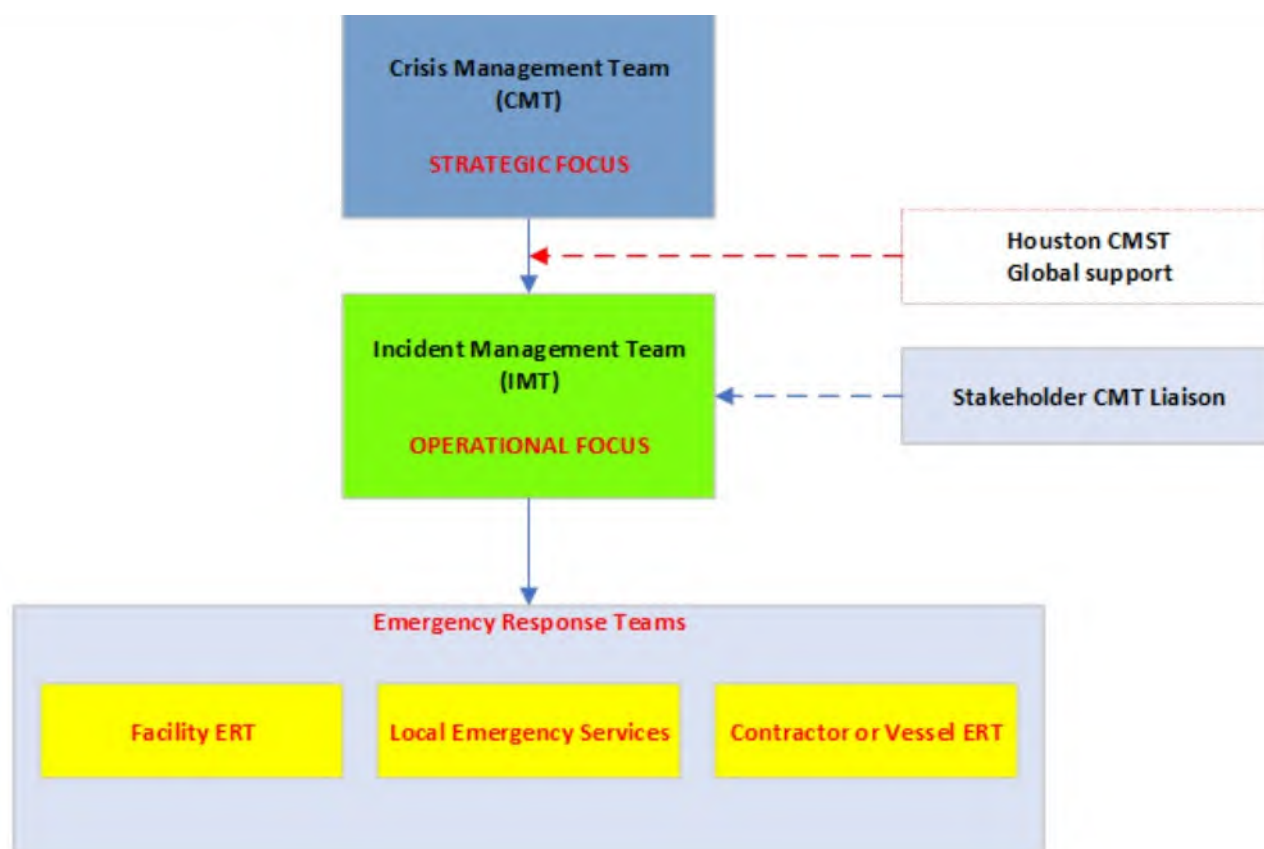 Crisis Management Team
(CMT)
STRATEGIC FOCUS
Houston CMST
Global support
Incident Management Team
(IMT)
OPERATIONAL FOCUS
Stakeholder CMT Liaison
Emergency Response Teams
Facility ERT
Local Emergency Services
Contractor or Vessel ERT